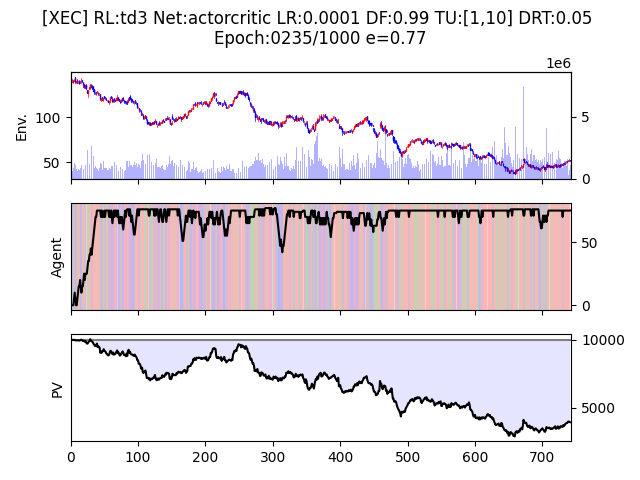 [XEC] RL:td3 Net:actorcritic LR:0.0001 DF:0.99 TU:[1,10] DRT:0.05
Epoch:0235/1000 e=0.77
1e6
Env.
100
50
5
0
Agent
50
0
PV
10000
5000
0 100 200 300 400 500 600 700